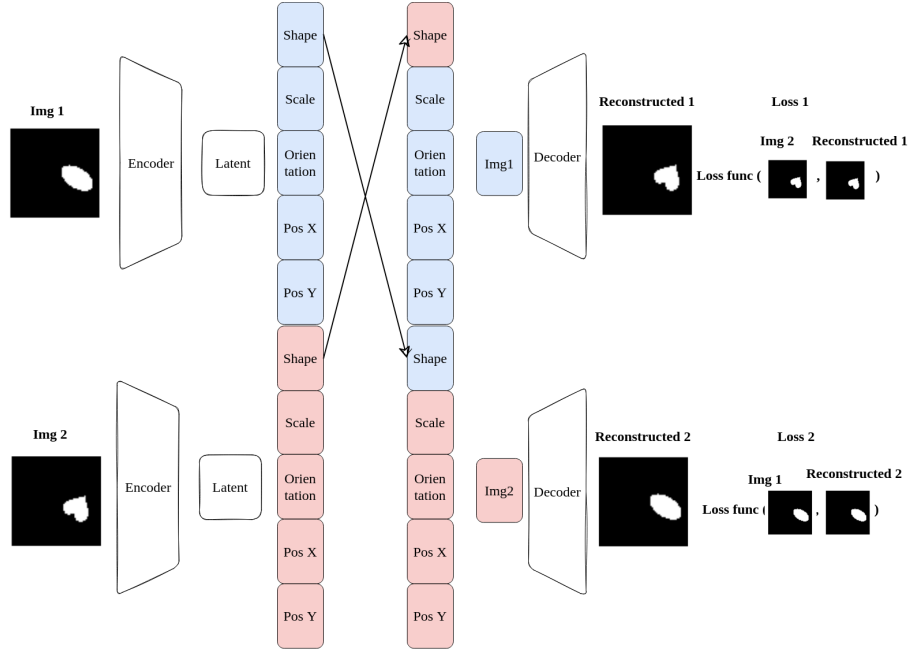 Img 1
Encoder
Latent
Shape
Scale
Orien
tation
Pos X
Pos Y
Shape
Scale
Orien
tation
Pos X
Pos Y
Img1
Decoder
Reconstructed 1
Loss 1
Img 2 Reconstructed 1
Loss func ( , )
Img 2
Encoder
Latent
Shape
Scale
Orien
tation
Pos X
Pos Y
Shape
Scale
Orien
tation
Pos X
Pos Y
Img2
Decoder
Reconstructed 2
Loss 2
Img 1 Reconstructed 2
Loss func ( , )